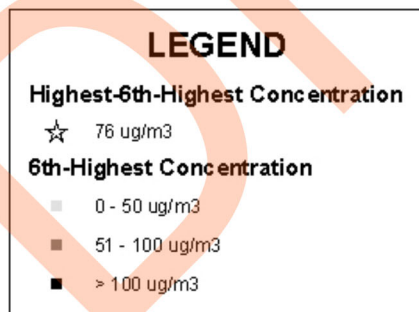 LEGEND
Highest-6th-Highest Concentration
76 ug/m3
6th-Highest Concentration
0 - 50 ug/m3
51 - 100 ug/m3
> 100 ug/m3